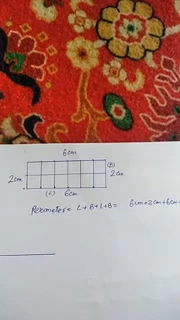 6cm
(B)
2cm 2cm
(L) 6cm
Perimeter = L+B+L+B= 6cm+2cm+6cm